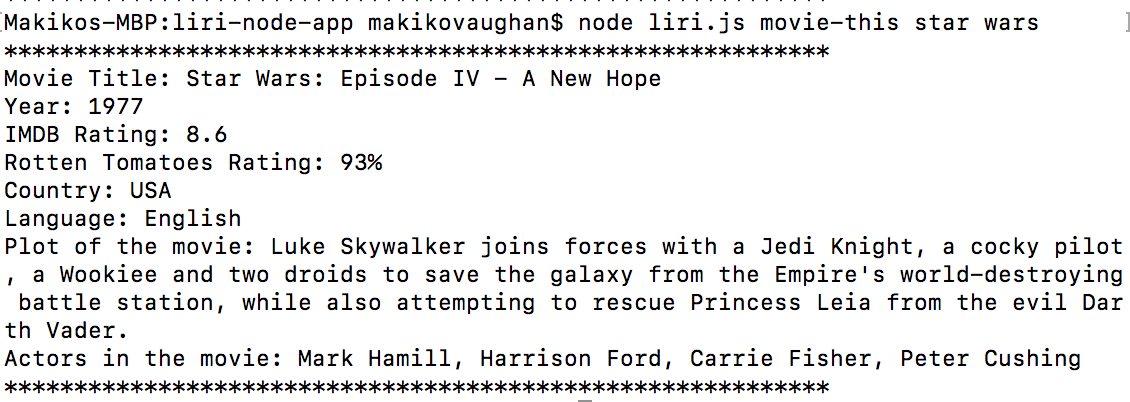 Makikos-MBP:liri-node-app makikovaughan$ node liri.js movie-this star wars
***********************************************************
Movie Title: Star Wars: Episode IV - A New Hope
Year: 1977
IMDB Rating: 8.6
Rotten Tomatoes Rating: 93%
Country: USA
Language: English
Plot of the movie: Luke Skywalker joins forces with a Jedi Knight, a cocky pilot
, a Wookiee and two droids to save the galaxy from the Empire's world-destroying
 battle station, while also attempting to rescue Princess Leia from the evil Dar
th Vader.
Actors in the movie: Mark Hamill, Harrison Ford, Carrie Fisher, Peter Cushing
***********************************************************